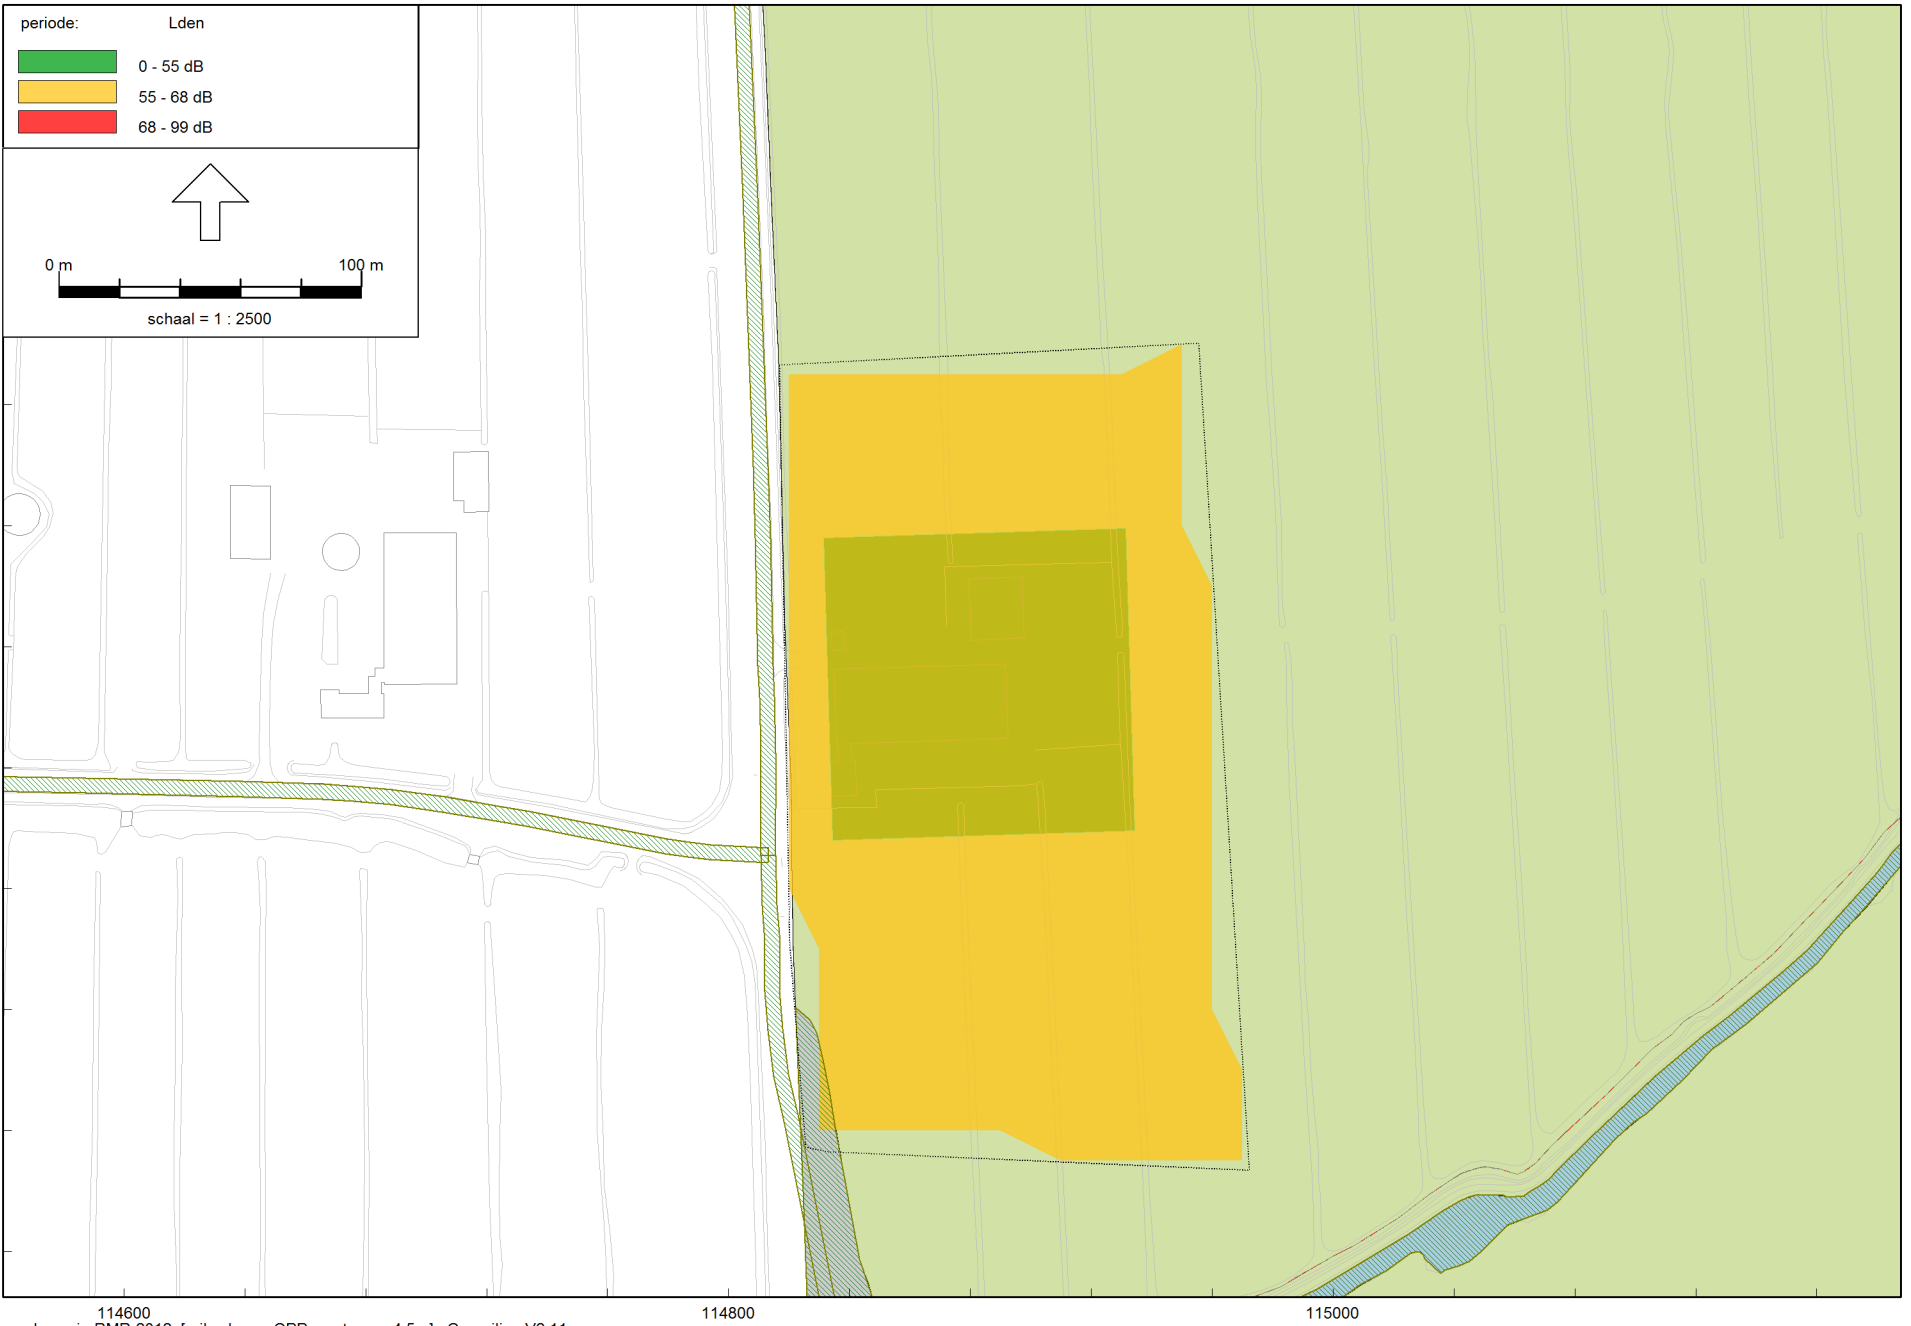 periode: Lden
0 - 55 dB
55 - 68 dB
68 - 99 dB
0 m 100 m
schaal = 1 : 2500
114600 114800 115000